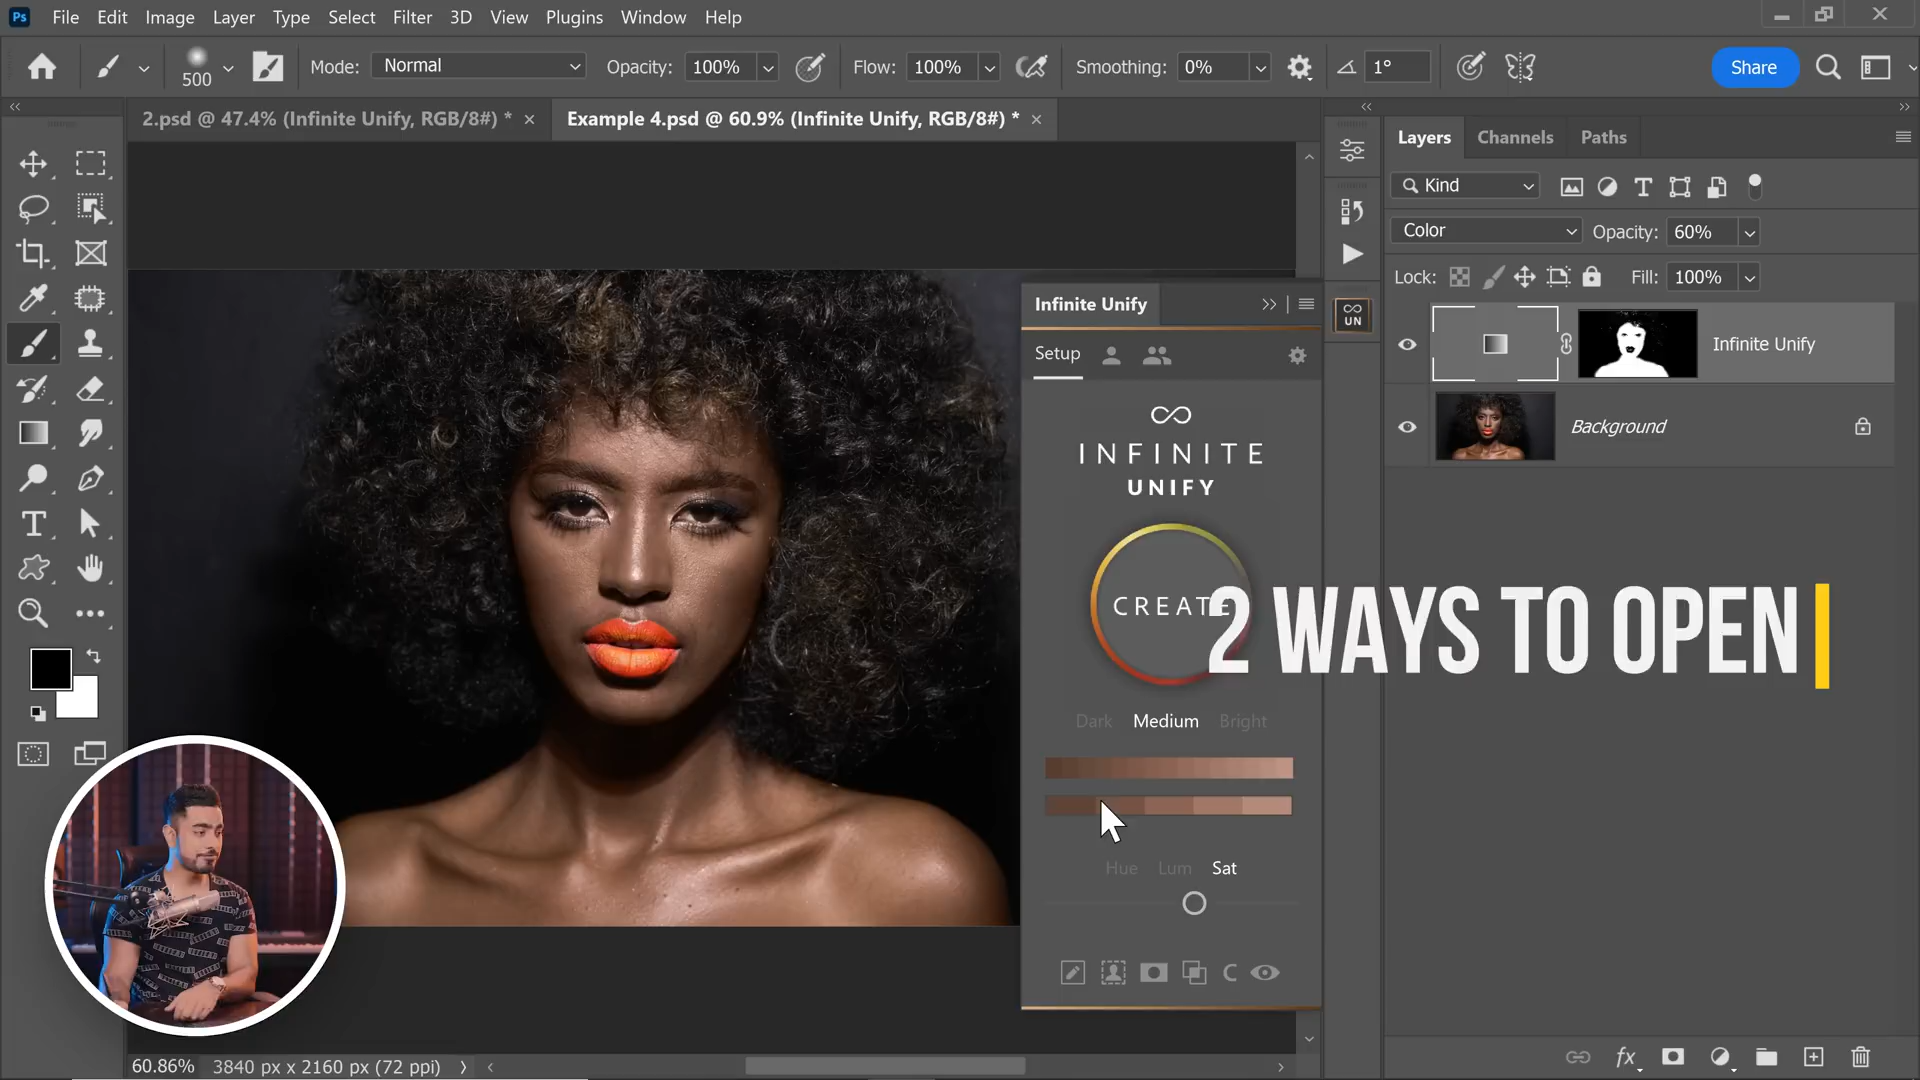 Ps File Edit Image Layer Type Select Filter 3D View Plugins Window Help
500 Mode: Normal Opacity: 100% Flow: 100% Smoothing: 0% 1° Share
2.psd @ 47.4% (Infinite Unify, RGB/8#) * Example 4.psd @ 60.9% (Infinite Unify, RGB/8#) *
Layers Channels Paths
Kind
Color Opacity: 60%
Lock: Fill: 100%
Infinite Unify
UN
Setup
Infinite Unify
Background
INFINITE
UNIFY
CREATE
2 WAYS TO OPEN
Dark Medium Bright
Hue Lum Sat
C
60.86% 3840 px x 2160 px (72 ppi)
fx